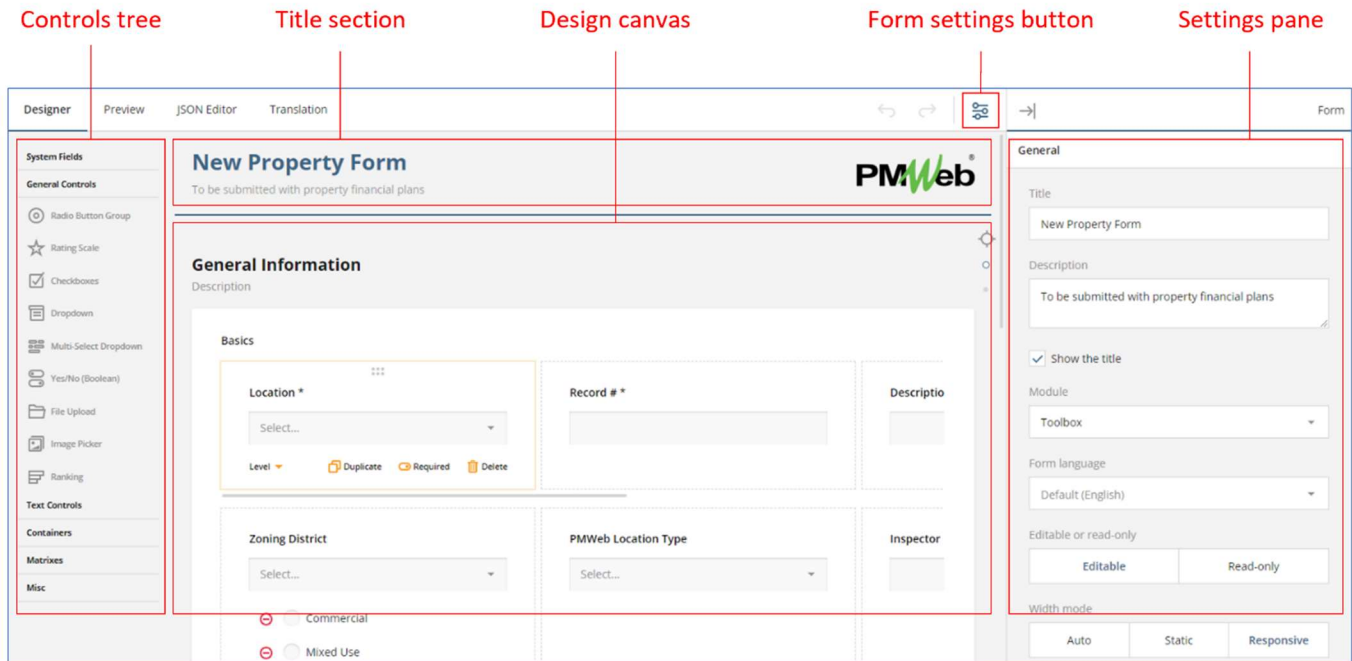 Controls tree
Title section
Design canvas
Form settings button
Settings pane
Designer
Preview
JSON Editor
Translation
Form
System Fields
General Controls
Radio Button Group
Rating Scale
Checkboxes
Dropdown
Multi-Select Dropdown
Yes/No (Boolean)
File Upload
Image Picker
Ranking
Text Controls
Containers
Matrixes
Misc
New Property Form
To be submitted with property financial plans
PMWeb®
General Information
Description
Basics
Location *
Select...
Level
Duplicate
Required
Delete
Record # *
Descriptio
Zoning District
Select...
Commercial
Mixed Use
PMWeb Location Type
Select...
Inspector
General
Title
New Property Form
Description
To be submitted with property financial plans
Show the title
Module
Toolbox
Form language
Default (English)
Editable or read-only
Editable
Read-only
Width mode
Auto
Static
Responsive